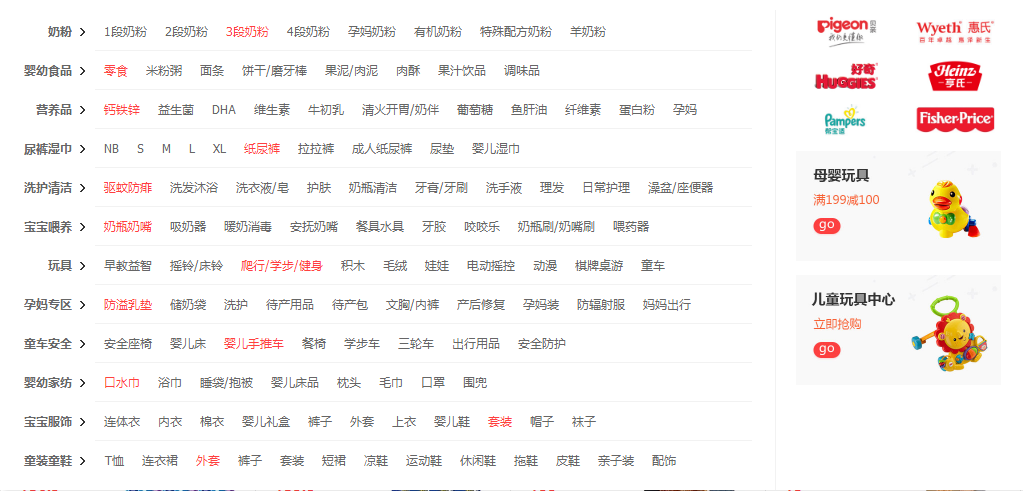 奶粉 > 1段奶粉 2段奶粉 3段奶粉 4段奶粉 孕妈奶粉 有机奶粉 特殊配方奶粉 羊奶粉
婴幼食品 > 零食 米粉粥 面条 饼干/磨牙棒 果泥/肉泥 肉酥 果汁饮品 调味品
营养品 > 钙铁锌 益生菌 DHA 维生素 牛初乳 清火开胃/奶伴 葡萄糖 鱼肝油 纤维素 蛋白粉 孕妈
尿裤湿巾 > NB S M L XL 纸尿裤 拉拉裤 成人纸尿裤 尿垫 婴儿湿巾
洗护清洁 > 驱蚊防痱 洗发沐浴 洗衣液/皂 护肤 奶瓶清洁 牙膏/牙刷 洗手液 理发 日常护理 澡盆/座便器
宝宝喂养 > 奶瓶奶嘴 吸奶器 暖奶消毒 安抚奶嘴 餐具水具 牙胶 咬咬乐 奶瓶刷/奶嘴刷 喂药器
玩具 > 早教益智 摇铃/床铃 爬行/学步/健身 积木 毛绒 娃娃 电动摇控 动漫 棋牌桌游 童车
孕妈专区 > 防溢乳垫 储奶袋 洗护 待产用品 待产包 文胸/内裤 产后修复 孕妈装 防辐射服 妈妈出行
童车安全 > 安全座椅 婴儿床 婴儿手推车 餐椅 学步车 三轮车 出行用品 安全防护
婴幼家纺 > 口水巾 浴巾 睡袋/抱被 婴儿床品 枕头 毛巾 口罩 围兜
宝宝服饰 > 连体衣 内衣 棉衣 婴儿礼盒 裤子 外套 上衣 婴儿鞋 套装 帽子 袜子
童装童鞋 > T恤 连衣裙 外套 裤子 套装 短裙 凉鞋 运动鞋 休闲鞋 拖鞋 皮鞋 亲子装 配饰
Pigeon 贝亲
我的更懂你
Wyeth 惠氏
百年卓越 惠泽新生
好奇
HUGGIES
Heinz
亨氏
Pampers
帮宝适
Fisher-Price
母婴玩具
满199减100
go
儿童玩具中心
立即抢购
go